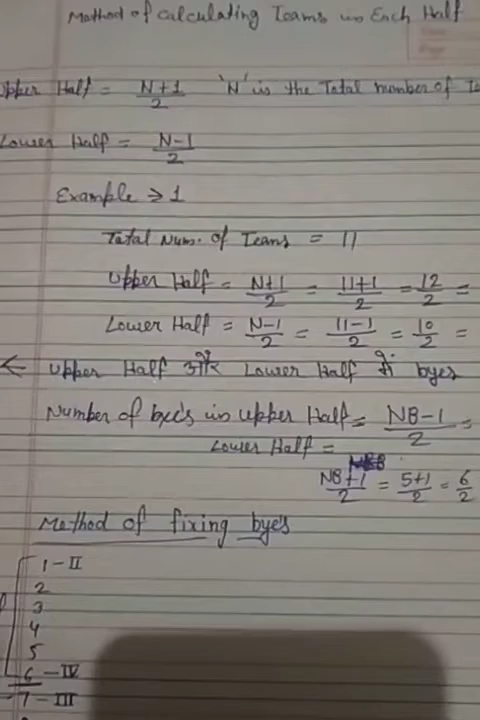 Method of Calculating Teams in Each Half
Upper Half = N+1/2 'N' is the Total number of Te
Lower Half = N-1/2
Example → 1
Total Num. of Teams = 11
Upper Half = N+1/2 = 11+1/2 = 12/2 =
Lower Half = N-1/2 = 11-1/2 = 10/2 =
← Upper Half और Lower Half में byes
Number of bye's in Upper Half = NB-1/2 =
Lower Half =
NB+1/2 = 5+1/2 = 6/2
Method of fixing bye's
1 - II
2
3
4
5
6 - IV
7 - III